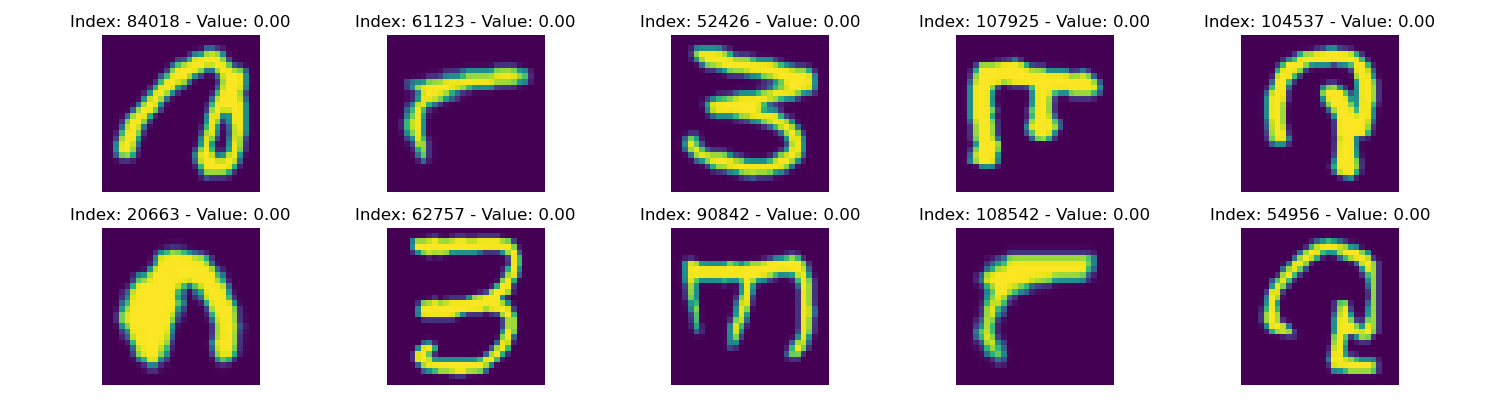 Index: 84018 - Value: 0.00
Index: 61123 - Value: 0.00
Index: 52426 - Value: 0.00
Index: 107925 - Value: 0.00
Index: 104537 - Value: 0.00
Index: 20663 - Value: 0.00
Index: 62757 - Value: 0.00
Index: 90842 - Value: 0.00
Index: 108542 - Value: 0.00
Index: 54956 - Value: 0.00